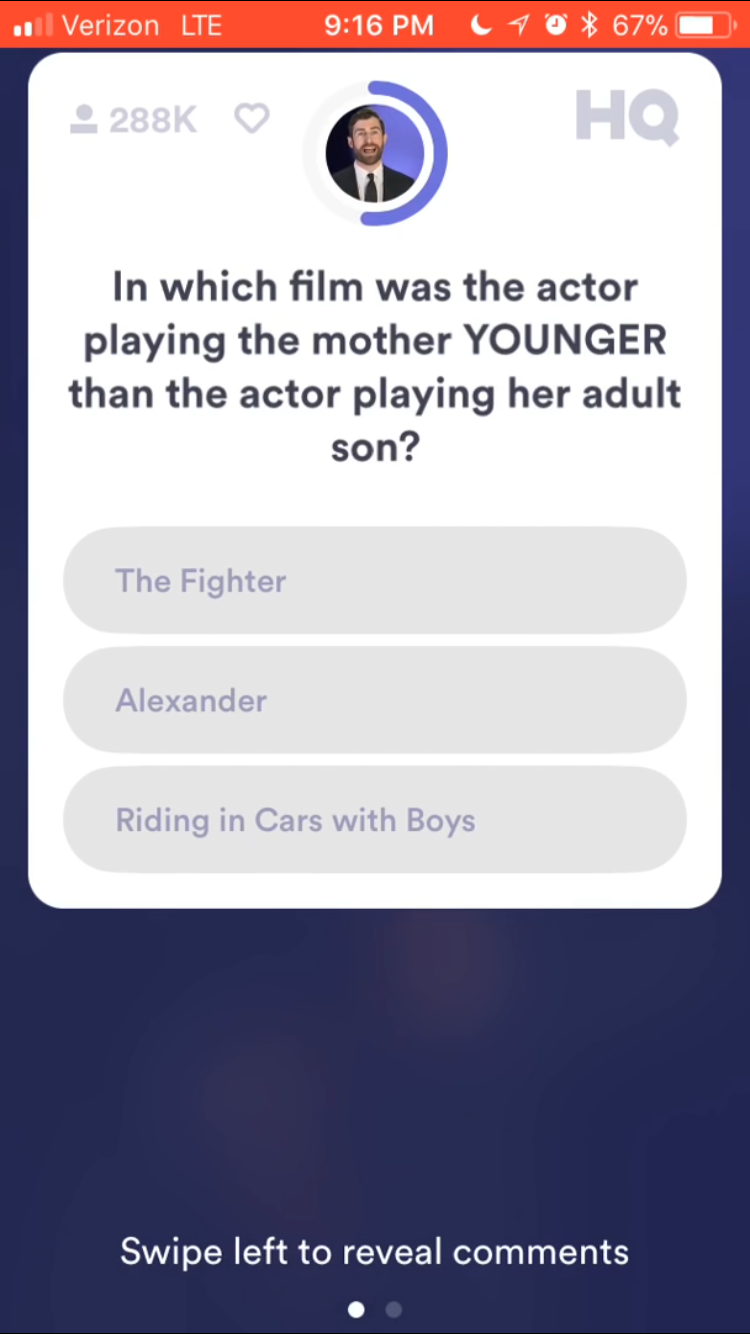 Verizon LTE 9:16 PM 67%
288K HQ
In which film was the actor
playing the mother YOUNGER
than the actor playing her adult
son?
The Fighter
Alexander
Riding in Cars with Boys
Swipe left to reveal comments